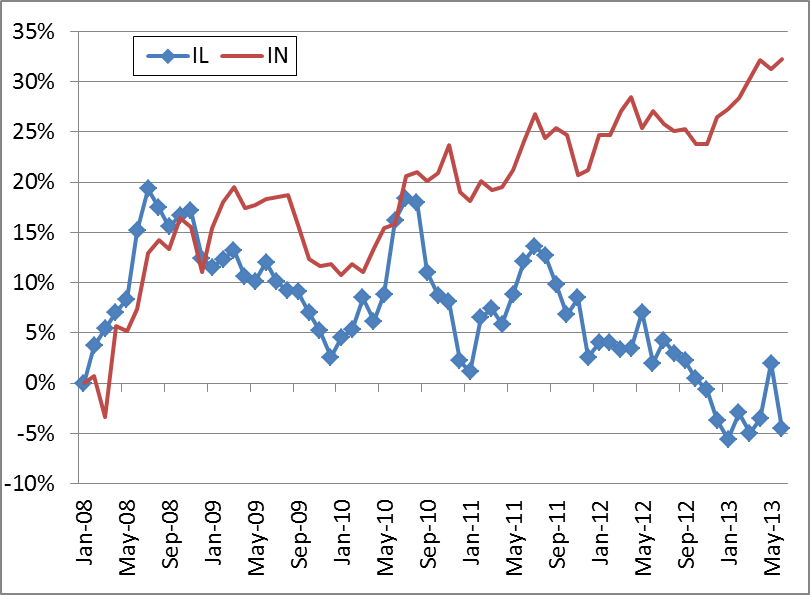 35%
IL IN
30%
25%
20%
15%
10%
5%
0%
-5%
-10%
Jan-08
May-08
Sep-08
Jan-09
May-09
Sep-09
Jan-10
May-10
Sep-10
Jan-11
May-11
Sep-11
Jan-12
May-12
Sep-12
Jan-13
May-13